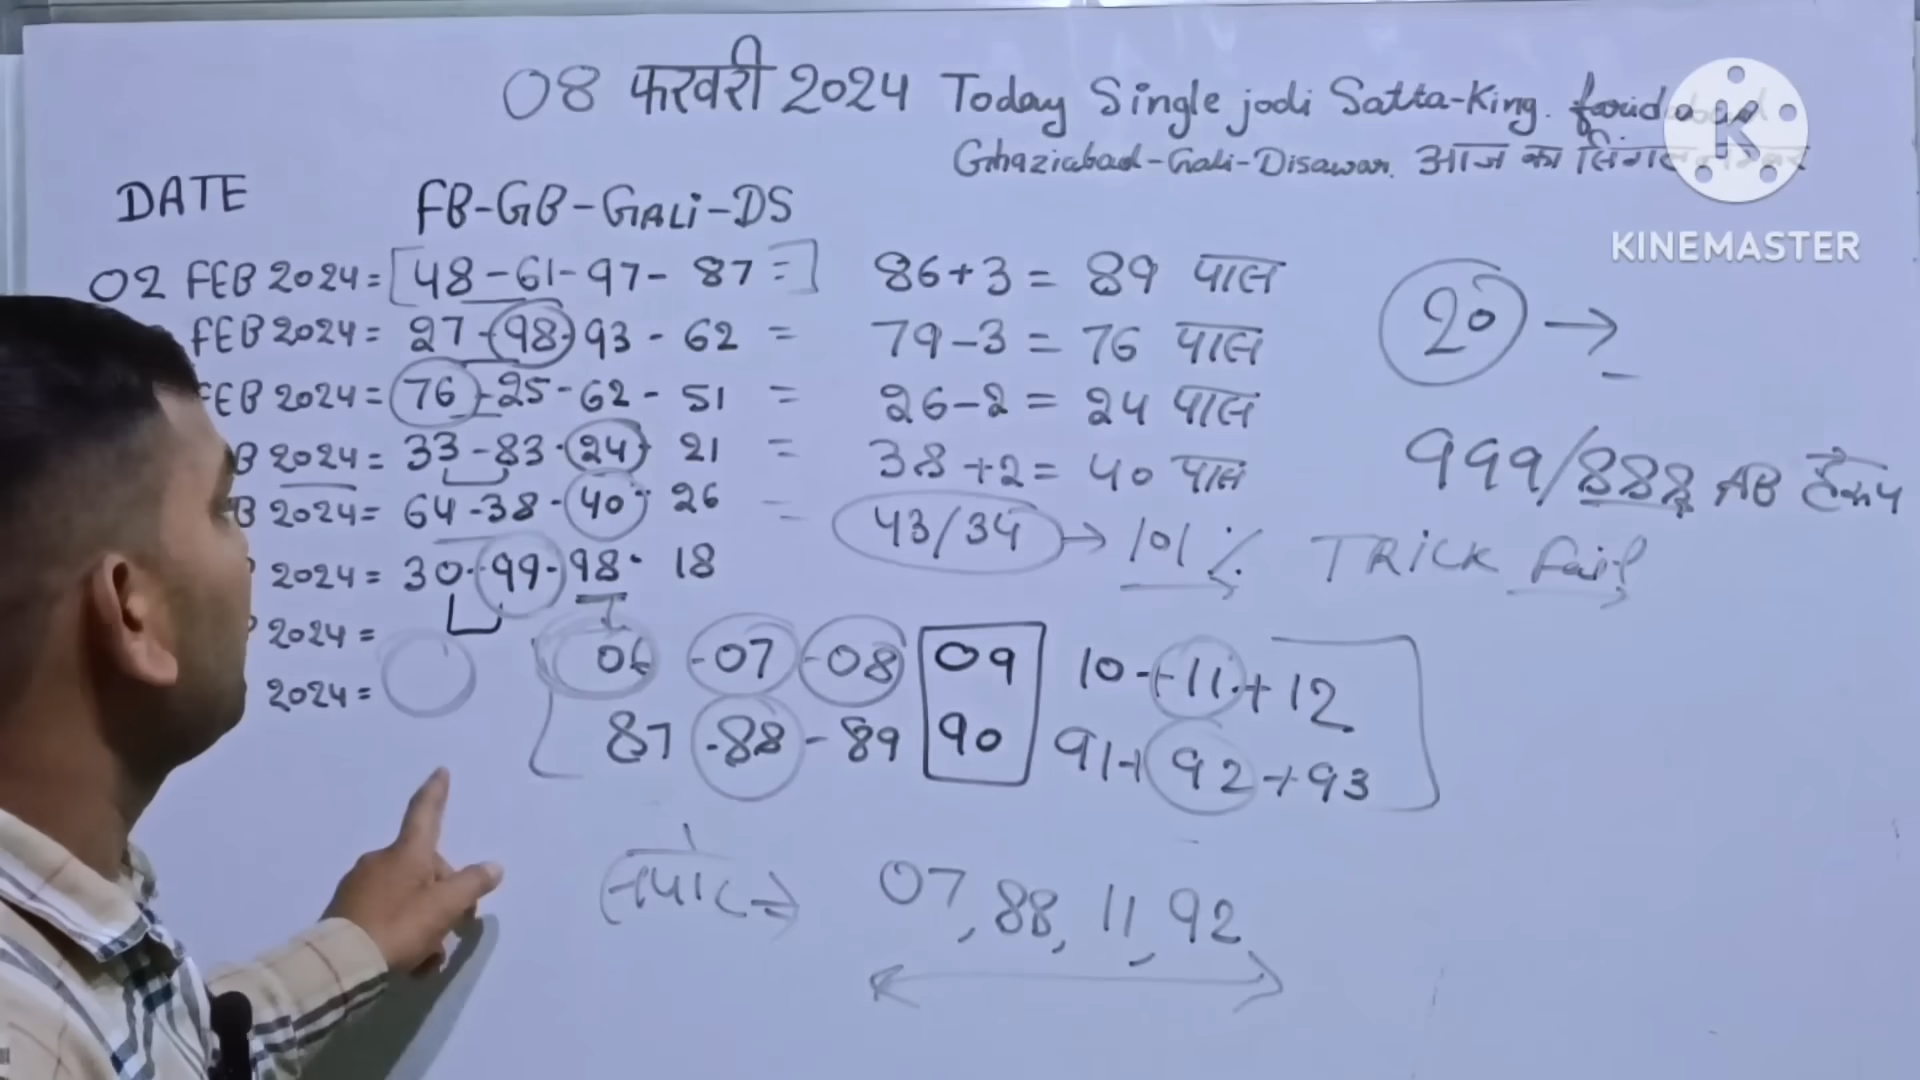 08 फरवरी 2024 Today Single jodi Satta-King.
Ghaziabad-Gali-Disawar. आज का
KINEMASTER
DATE FB-GB-GALi-DS
02 FEB 2024= [48-61-97- 87=] 86+3= 89 पास
FEB 2024= 27-98-93-62 = 79-3= 76 पास
FEB 2024= 76-25-62-51 = 26-2= 24 पास
B 2024= 33-83-24 21 = 38+2= 40 पास
B 2024= 64-38-40- 26 = 43/34 → 101%
2024= 30-99-98- 18
2024=
2024=
20 →
999/888 AB
TRICK Fail
06 -07 -08 09 10-+11.+12
87 -88-89 90 91+ 92 +93
07, 88, 11, 92